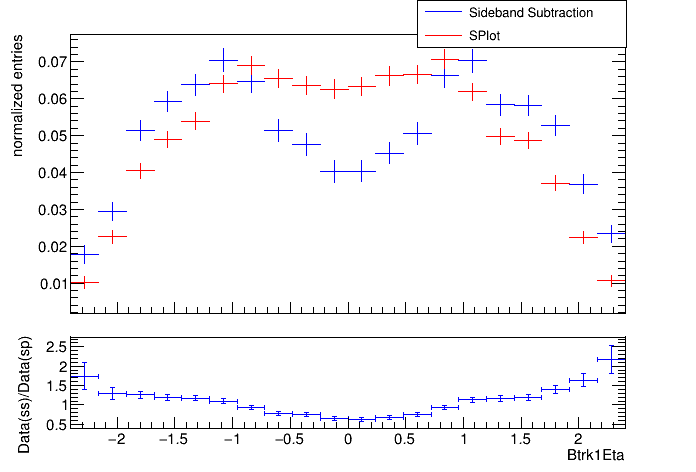 Sideband Subtraction
SPlot
normalized entries
0.07
0.06
0.05
0.04
0.03
0.02
0.01
Data(ss)/Data(sp)
2.5
2
1.5
1
0.5
−2 −1.5 −1 −0.5 0 0.5 1 1.5 2
Btrk1Eta